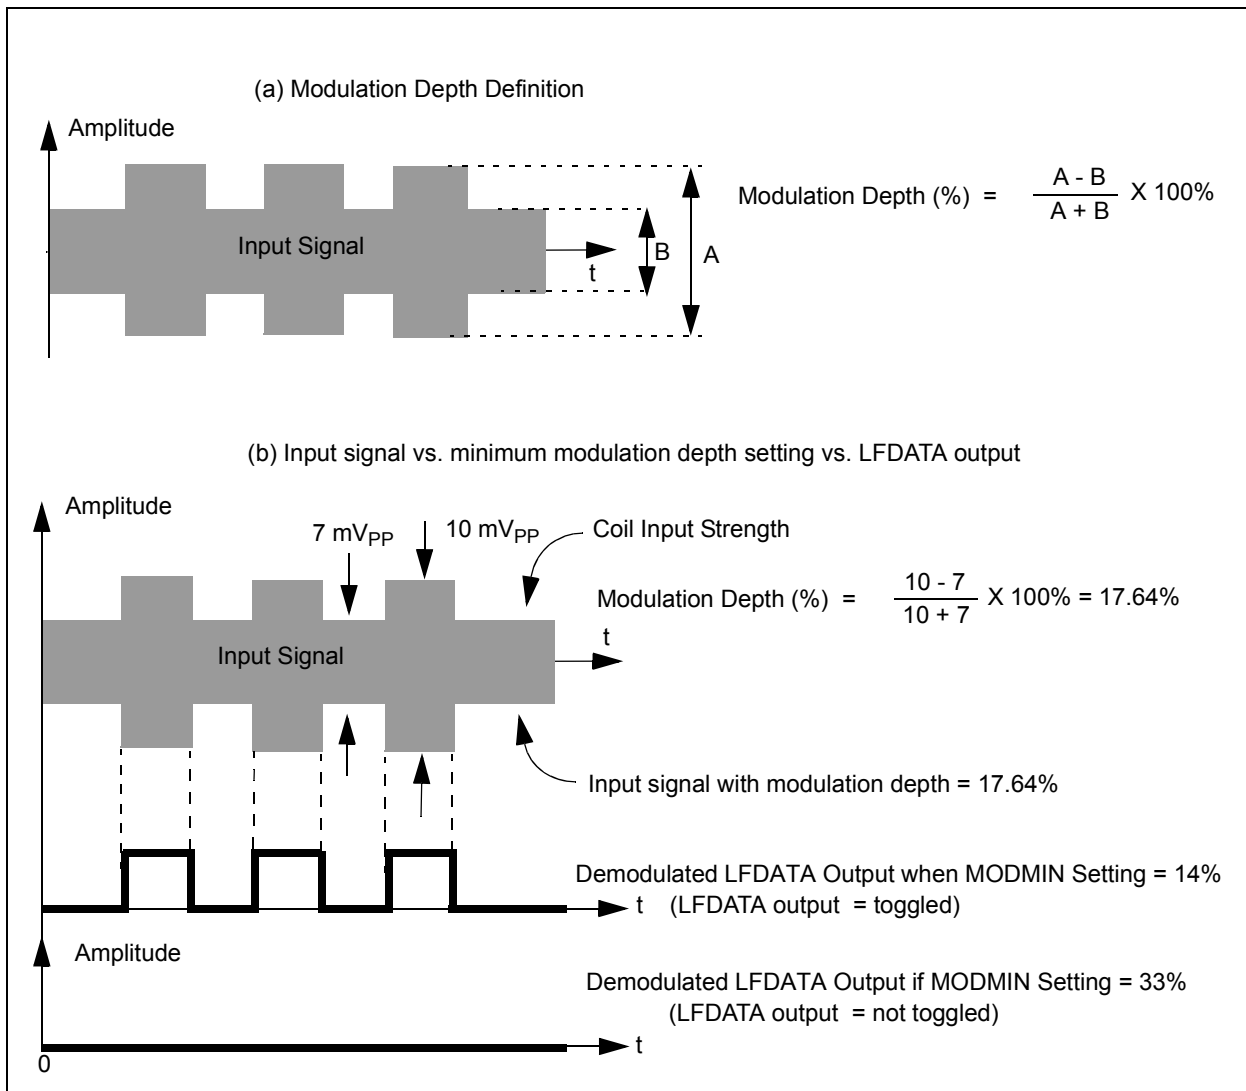 (a) Modulation Depth Definition
Amplitude
Modulation Depth (%) = A - B / A + B X 100%
Input Signal
t
B
A
(b) Input signal vs. minimum modulation depth setting vs. LFDATA output
Amplitude
7 mVPP
10 mVPP
Coil Input Strength
Modulation Depth (%) = 10 - 7 / 10 + 7 X 100% = 17.64%
t
Input Signal
Input signal with modulation depth = 17.64%
Demodulated LFDATA Output when MODMIN Setting = 14%
t (LFDATA output = toggled)
Amplitude
Demodulated LFDATA Output if MODMIN Setting = 33%
(LFDATA output = not toggled)
t
0